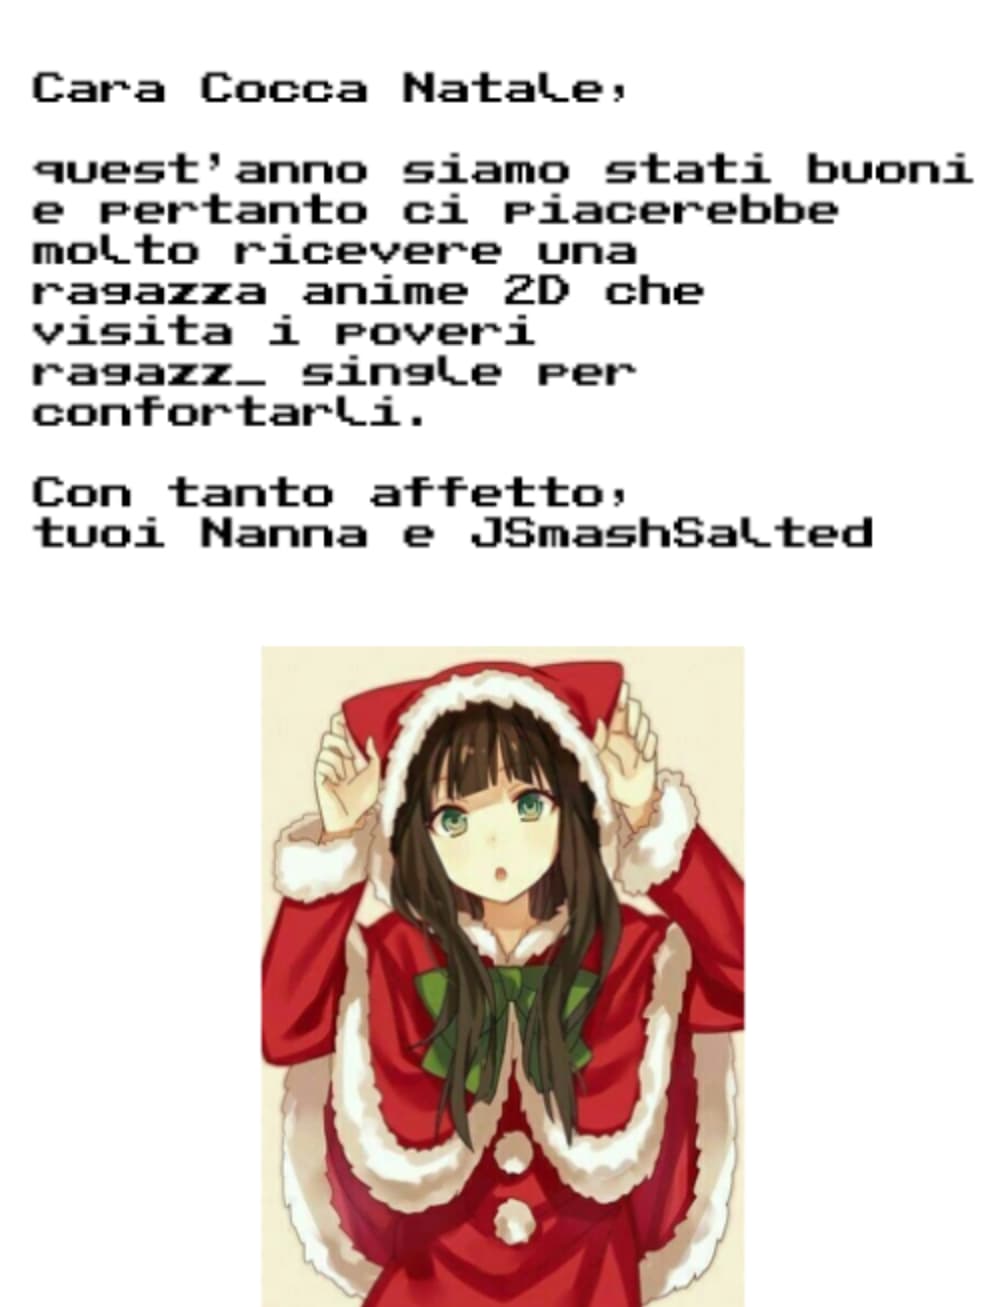 Cara Cocca Natale,
quest'anno siamo stati buoni
e pertanto ci piacerebbe
molto ricevere una
ragazza anime 2D che
visita i poveri
ragazz_ single per
confortarli.
Con tanto affetto,
tuoi Nanna e JSmashSalted